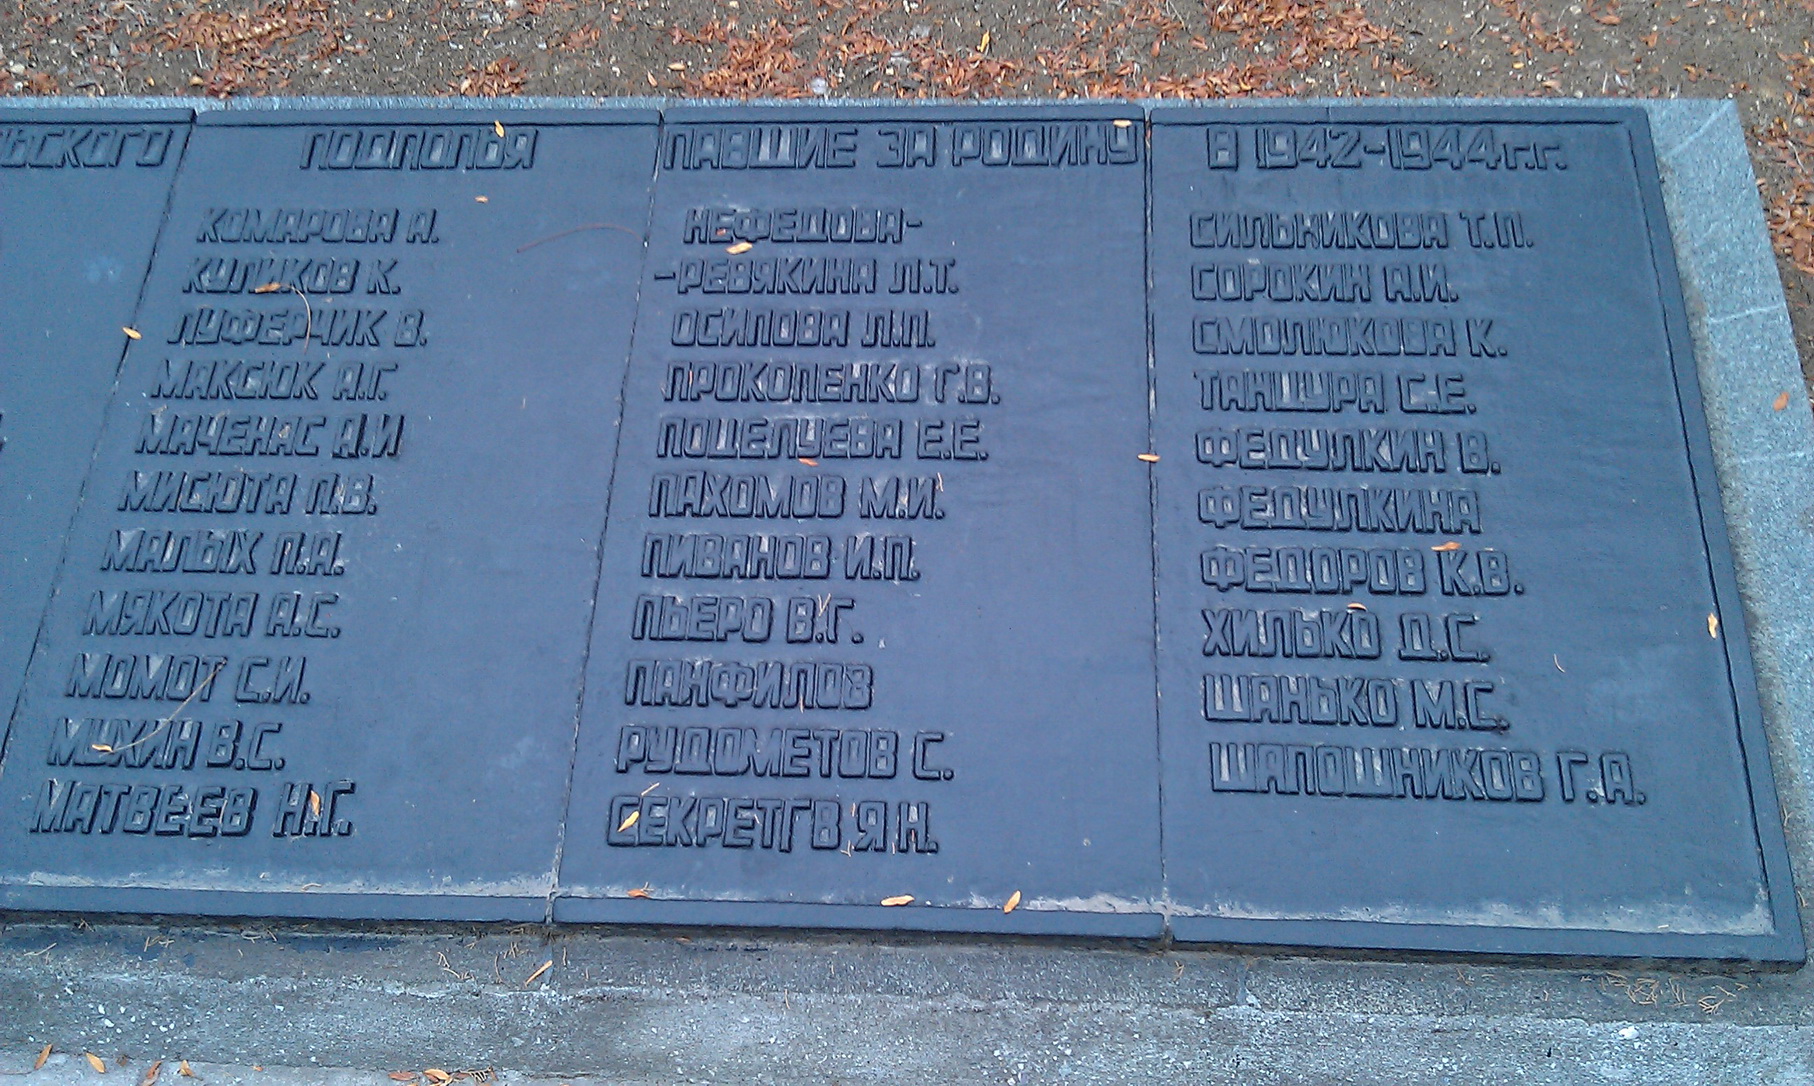 ЬСКОГО ПОДПОЛЬЯ ПАВШИЕ ЗА РОДИНУ В 1942-1944 г.г.
КОМАРОВА А.
КУЛИКОВ К.
ЛУФЕРЧИК В.
МАКСЮК А.Г.
МАЧЕНАС А.И
МИСЮТА П.В.
МАЛЫХ П.А.
МЯКОТА А.С.
МОМОТ С.И.
МУХИН В.С.
МАТВЕЕВ Н.Г.
НЕФЕДОВА-
-РЕВЯКИНА Л.Т.
ОСИПОВА Л.П.
ПРОКОПЕНКО Г.В.
ПОЦЕЛУЕВА Е.Е.
ПАХОМОВ М.И.
ПИВАНОВ И.П.
ПЬЕРО В.Г.
ПАНФИЛОВ
РУДОМЕТОВ С.
СЕКРЕТГВ Я Н.
СИЛЬНИКОВА Т.П.
СОРОКИН А.И.
СМОЛЮКОВА К.
ТАНЦУРА С.Е.
ФЕДУЛКИН В.
ФЕДУЛКИНА
ФЕДОРОВ К.В.
ХИЛЬКО Д.С.
ШАНЬКО М.С.
ШАПОШНИКОВ Г.А.